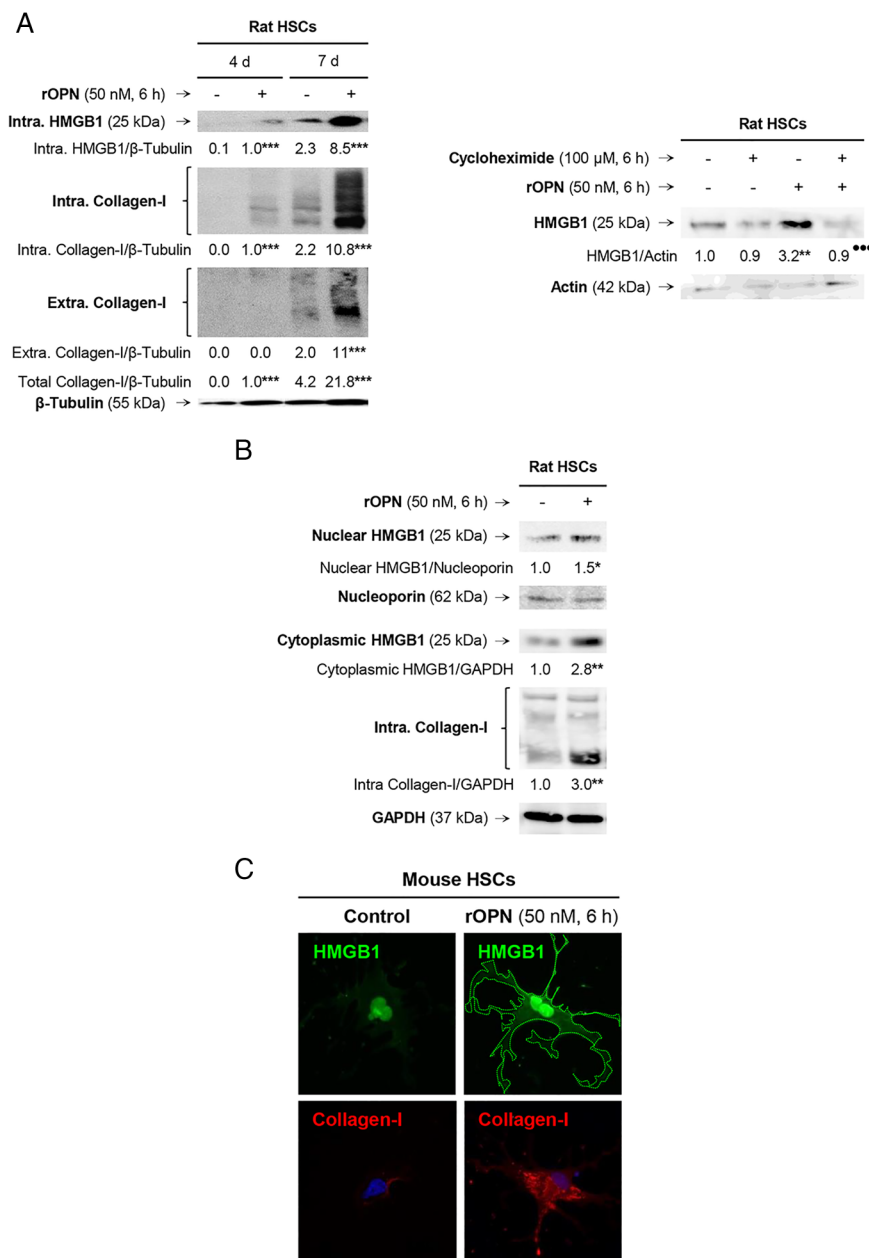 A
Rat HSCs
4 d 7 d
rOPN (50 nM, 6 h) → - + - +
Intra. HMGB1 (25 kDa) →
Intra. HMGB1/β-Tubulin 0.1 1.0*** 2.3 8.5***
Intra. Collagen-I
Intra. Collagen-I/β-Tubulin 0.0 1.0*** 2.2 10.8***
Extra. Collagen-I
Extra. Collagen-I/β-Tubulin 0.0 0.0 2.0 11***
Total Collagen-I/β-Tubulin 0.0 1.0*** 4.2 21.8***
β-Tubulin (55 kDa) →
Rat HSCs
Cycloheximide (100 µM, 6 h) → - + - +
rOPN (50 nM, 6 h) → - - + +
HMGB1 (25 kDa) →
HMGB1/Actin 1.0 0.9 3.2** 0.9•••
Actin (42 kDa) →
B
Rat HSCs
rOPN (50 nM, 6 h) → - +
Nuclear HMGB1 (25 kDa) →
Nuclear HMGB1/Nucleoporin 1.0 1.5*
Nucleoporin (62 kDa) →
Cytoplasmic HMGB1 (25 kDa) →
Cytoplasmic HMGB1/GAPDH 1.0 2.8**
Intra. Collagen-I
Intra Collagen-I/GAPDH 1.0 3.0**
GAPDH (37 kDa) →
C
Mouse HSCs
Control rOPN (50 nM, 6 h)
HMGB1 HMGB1
Collagen-I Collagen-I